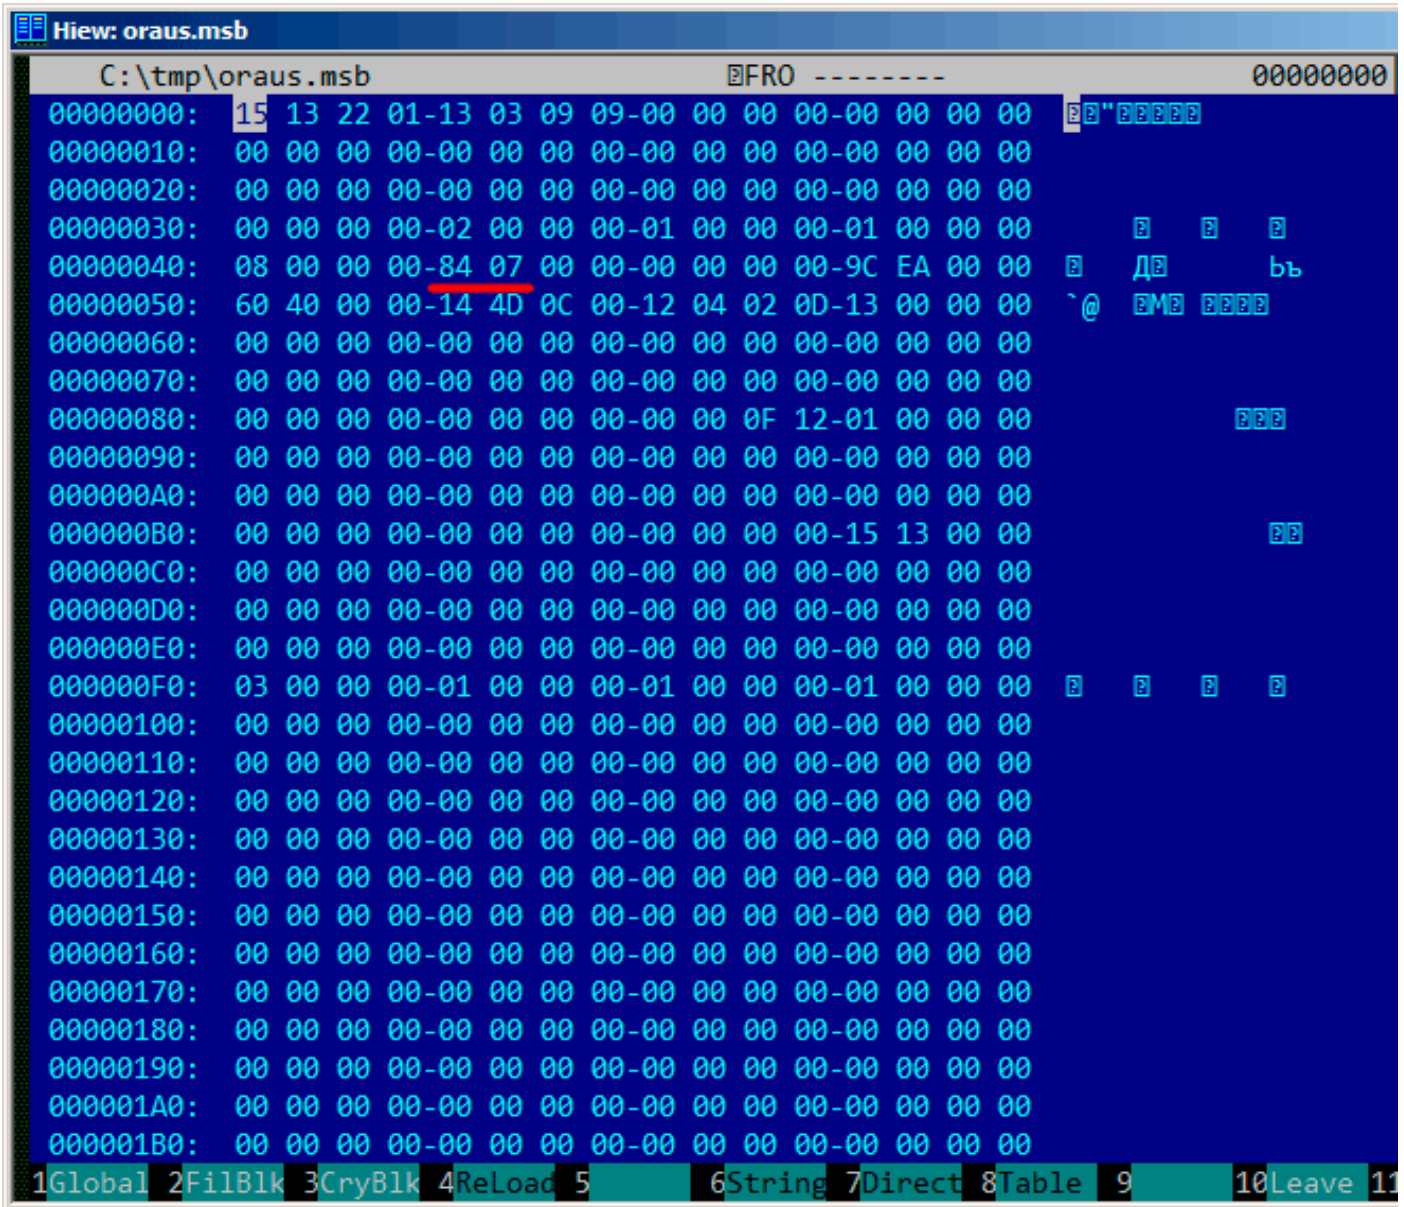 Hiew: oraus.msb
C:\tmp\oraus.msb FRO -------- 00000000
00000000: 15 13 22 01-13 03 09 09-00 00 00 00-00 00 00 00 "
00000010: 00 00 00 00-00 00 00 00-00 00 00 00-00 00 00 00
00000020: 00 00 00 00-00 00 00 00-00 00 00 00-00 00 00 00
00000030: 00 00 00 00-02 00 00 00-01 00 00 00-01 00 00 00
00000040: 08 00 00 00-84 07 00 00-00 00 00 00-9C EA 00 00 Д Ьъ
00000050: 60 40 00 00-14 4D 0C 00-12 04 02 0D-13 00 00 00 `@ M
00000060: 00 00 00 00-00 00 00 00-00 00 00 00-00 00 00 00
00000070: 00 00 00 00-00 00 00 00-00 00 00 00-00 00 00 00
00000080: 00 00 00 00-00 00 00 00-00 00 0F 12-01 00 00 00
00000090: 00 00 00 00-00 00 00 00-00 00 00 00-00 00 00 00
000000A0: 00 00 00 00-00 00 00 00-00 00 00 00-00 00 00 00
000000B0: 00 00 00 00-00 00 00 00-00 00 00 00-15 13 00 00
000000C0: 00 00 00 00-00 00 00 00-00 00 00 00-00 00 00 00
000000D0: 00 00 00 00-00 00 00 00-00 00 00 00-00 00 00 00
000000E0: 00 00 00 00-00 00 00 00-00 00 00 00-00 00 00 00
000000F0: 03 00 00 00-01 00 00 00-01 00 00 00-01 00 00 00
00000100: 00 00 00 00-00 00 00 00-00 00 00 00-00 00 00 00
00000110: 00 00 00 00-00 00 00 00-00 00 00 00-00 00 00 00
00000120: 00 00 00 00-00 00 00 00-00 00 00 00-00 00 00 00
00000130: 00 00 00 00-00 00 00 00-00 00 00 00-00 00 00 00
00000140: 00 00 00 00-00 00 00 00-00 00 00 00-00 00 00 00
00000150: 00 00 00 00-00 00 00 00-00 00 00 00-00 00 00 00
00000160: 00 00 00 00-00 00 00 00-00 00 00 00-00 00 00 00
00000170: 00 00 00 00-00 00 00 00-00 00 00 00-00 00 00 00
00000180: 00 00 00 00-00 00 00 00-00 00 00 00-00 00 00 00
00000190: 00 00 00 00-00 00 00 00-00 00 00 00-00 00 00 00
000001A0: 00 00 00 00-00 00 00 00-00 00 00 00-00 00 00 00
000001B0: 00 00 00 00-00 00 00 00-00 00 00 00-00 00 00 00
1Global 2FilBlk 3CryBlk 4ReLoad 5 6String 7Direct 8Table 9 10Leave 11